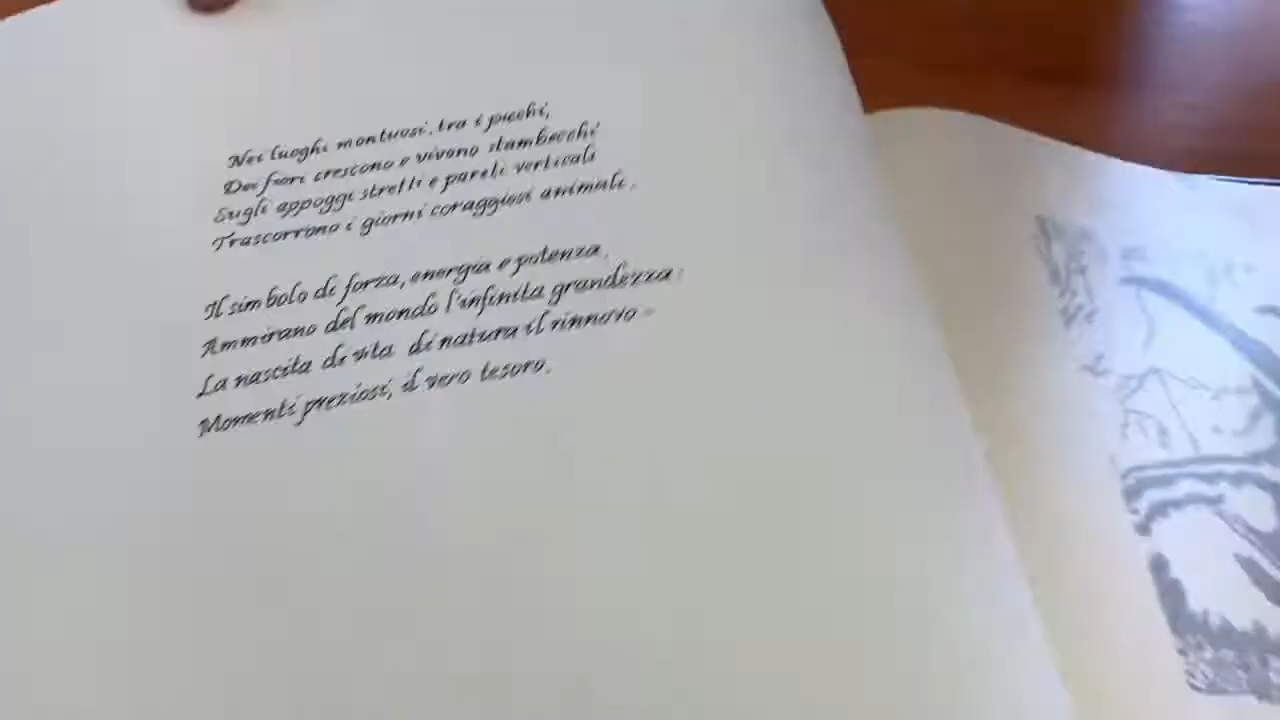 Nei luoghi montuosi, tra i picchi,
Dei fiori crescono e vivono stambecchi
Sugli appoggi stretti e pareti verticali
Trascorrono i giorni coraggiosi animali.
Il simbolo di forza, energia e potenza,
Ammirano del mondo l'infinita grandezza:
La nascita di vita di natura il rinnovo -
Momenti preziosi, il vero tesoro.